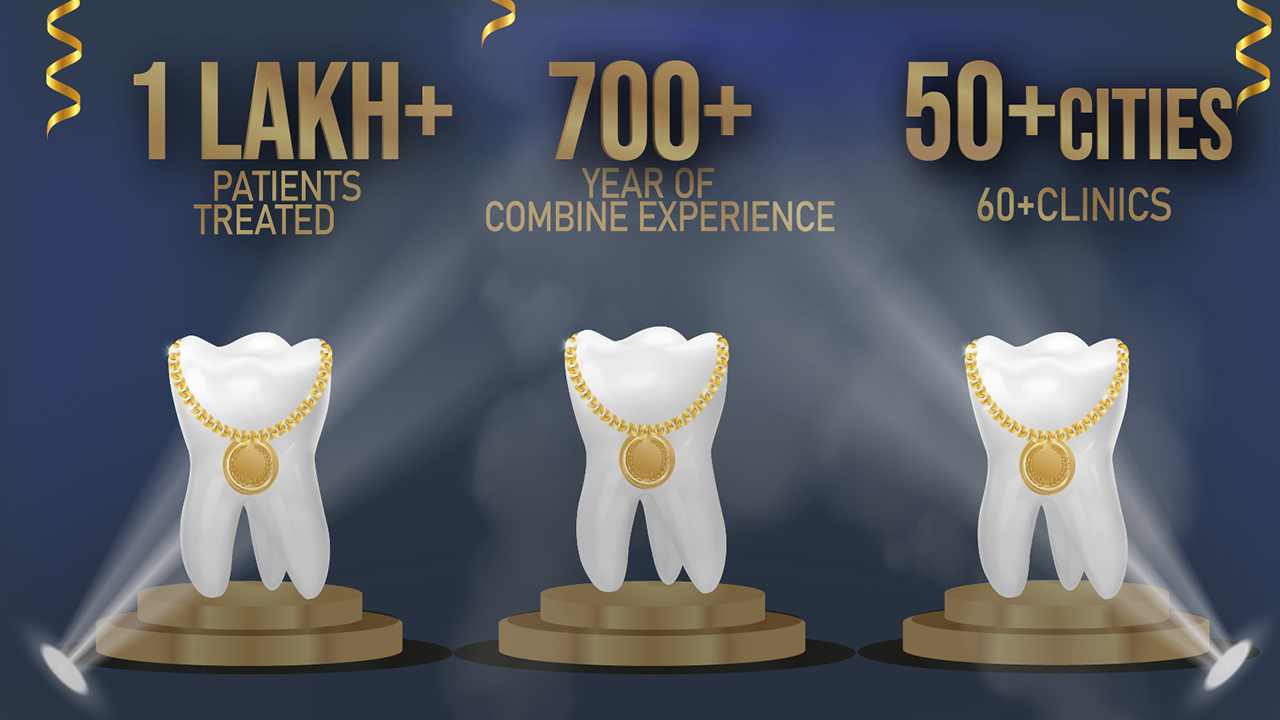 1 LAKH+
PATIENTS
TREATED
700+
YEAR OF
COMBINE EXPERIENCE
50+CITIES
60+CLINICS